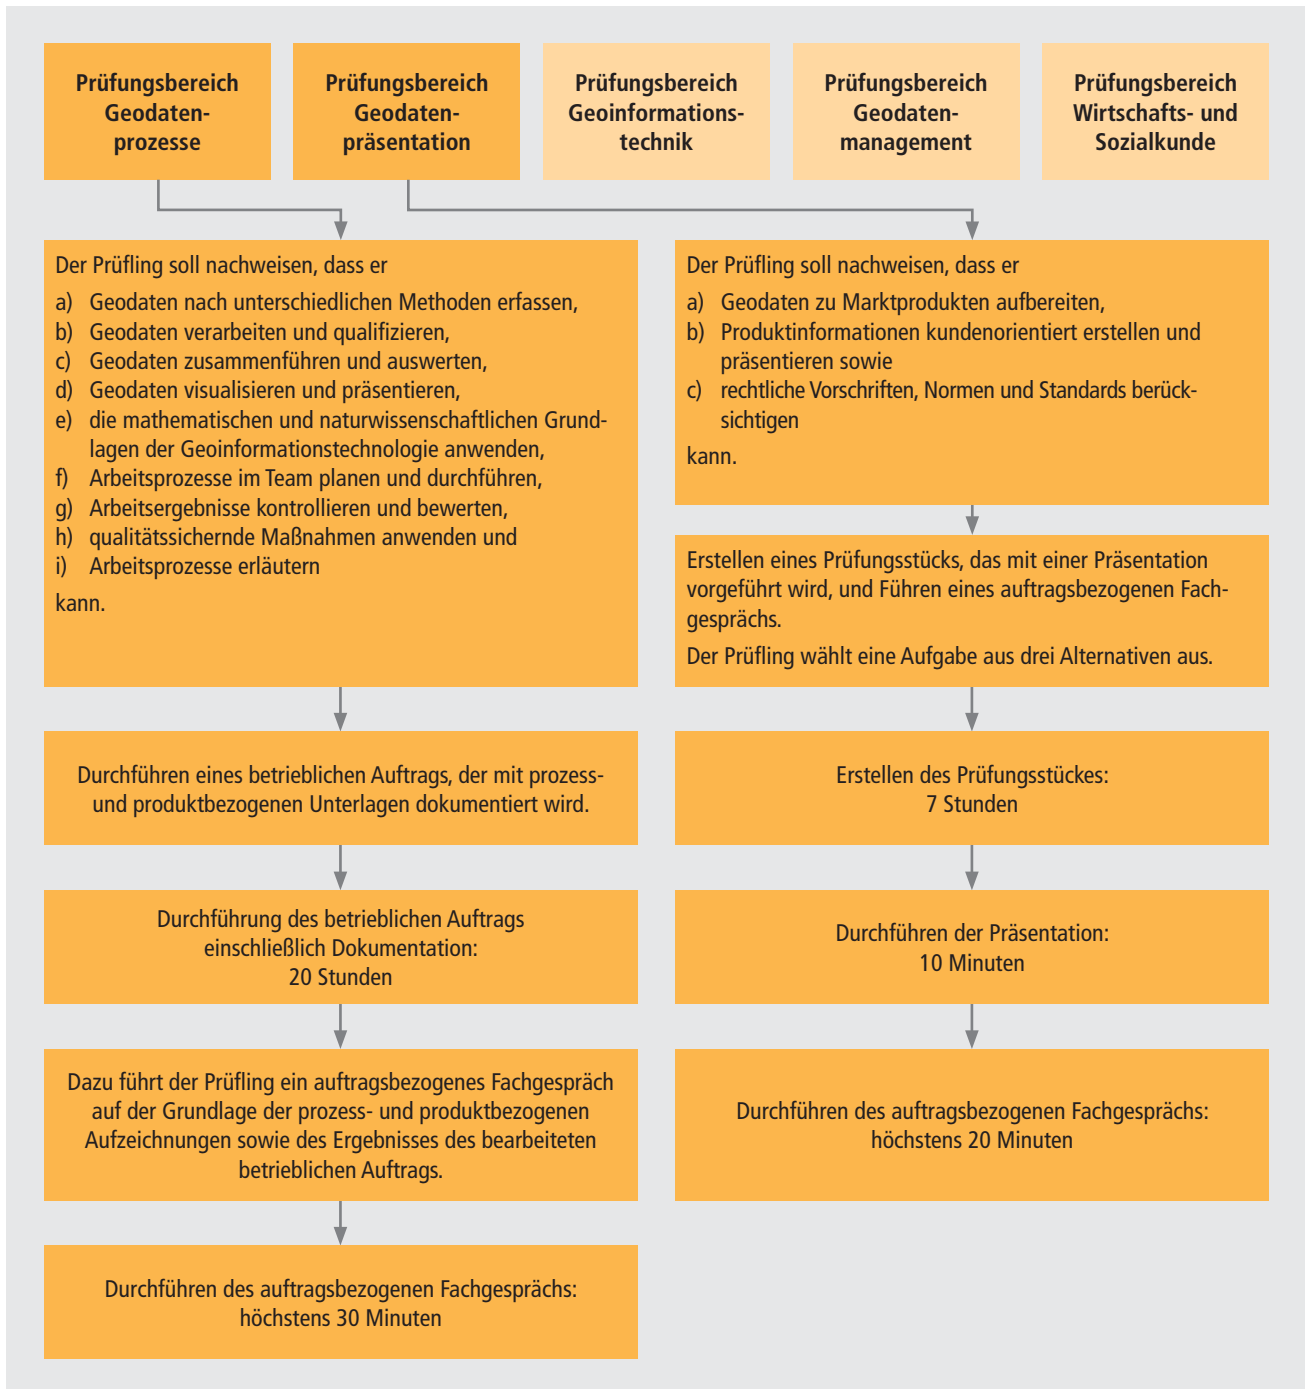 Prüfungsbereich
Geodaten-
prozesse
Prüfungsbereich
Geodaten-
präsentation
Prüfungsbereich
Geoinformations-
technik
Prüfungsbereich
Geodaten-
management
Prüfungsbereich
Wirtschafts- und
Sozialkunde
Der Prüfling soll nachweisen, dass er
a) Geodaten nach unterschiedlichen Methoden erfassen,
b) Geodaten verarbeiten und qualifizieren,
c) Geodaten zusammenführen und auswerten,
d) Geodaten visualisieren und präsentieren,
e) die mathematischen und naturwissenschaftlichen Grund-
lagen der Geoinformationstechnologie anwenden,
f) Arbeitsprozesse im Team planen und durchführen,
g) Arbeitsergebnisse kontrollieren und bewerten,
h) qualitätssichernde Maßnahmen anwenden und
i) Arbeitsprozesse erläutern
kann.
Durchführen eines betrieblichen Auftrags, der mit prozess-
und produktbezogenen Unterlagen dokumentiert wird.
Durchführung des betrieblichen Auftrags
einschließlich Dokumentation:
20 Stunden
Dazu führt der Prüfling ein auftragsbezogenes Fachgespräch
auf der Grundlage der prozess- und produktbezogenen
Aufzeichnungen sowie des Ergebnisses des bearbeiteten
betrieblichen Auftrags.
Durchführen des auftragsbezogenen Fachgesprächs:
höchstens 30 Minuten
Der Prüfling soll nachweisen, dass er
a) Geodaten zu Marktprodukten aufbereiten,
b) Produktinformationen kundenorientiert erstellen und
präsentieren sowie
c) rechtliche Vorschriften, Normen und Standards berück-
sichtigen
kann.
Erstellen eines Prüfungsstücks, das mit einer Präsentation
vorgeführt wird, und Führen eines auftragsbezogenen Fach-
gesprächs.
Der Prüfling wählt eine Aufgabe aus drei Alternativen aus.
Erstellen des Prüfungsstückes:
7 Stunden
Durchführen der Präsentation:
10 Minuten
Durchführen des auftragsbezogenen Fachgesprächs:
höchstens 20 Minuten